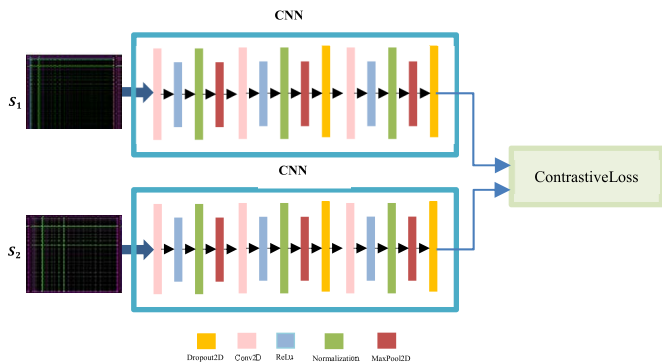 CNN
S1
CNN
ContrastiveLoss
S2
Dropout2D Conv2D ReLu Normalization MaxPool2D